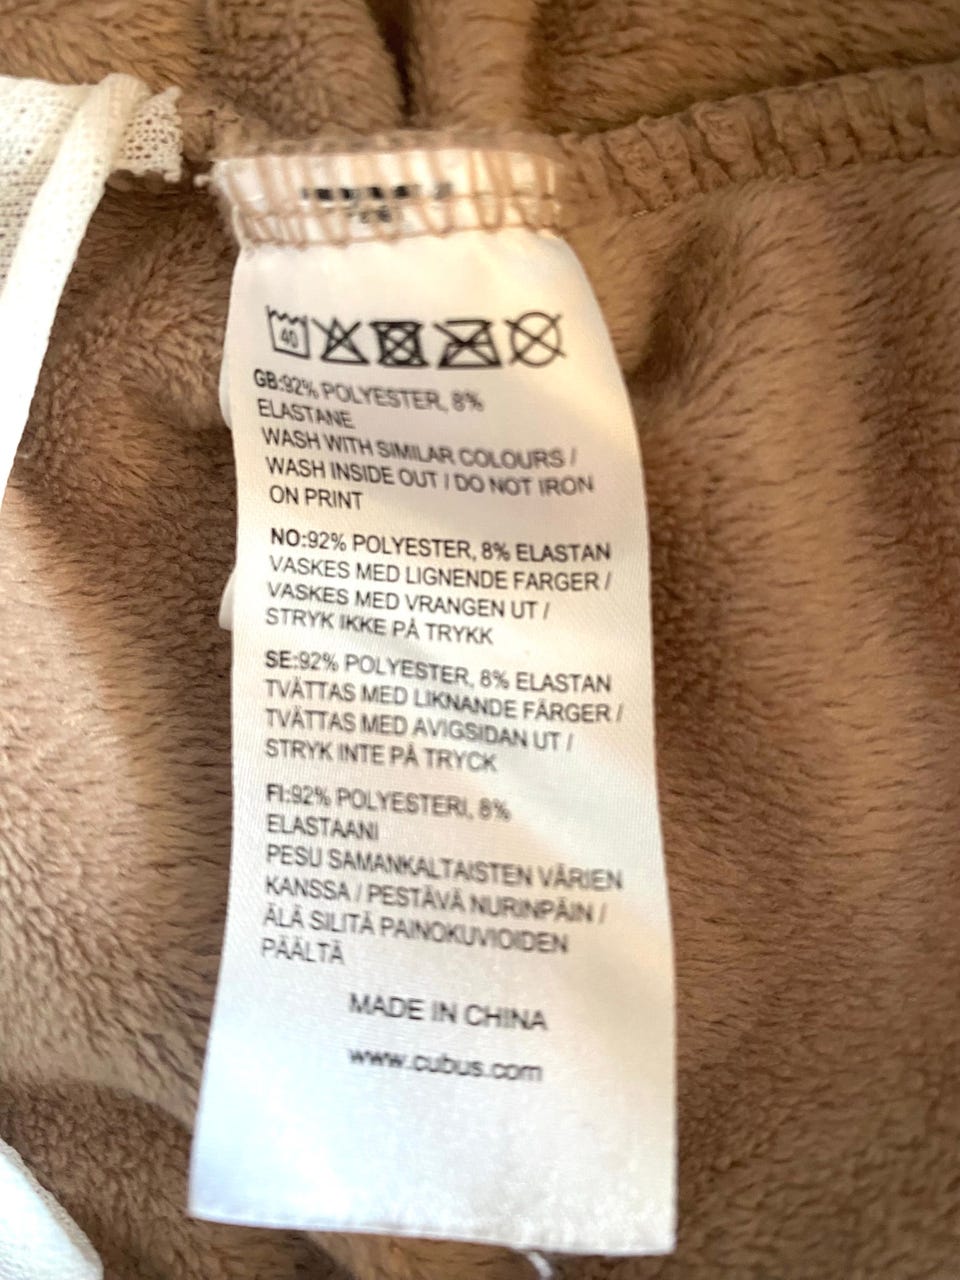 40
GB:92% POLYESTER, 8%
ELASTANE
WASH WITH SIMILAR COLOURS /
WASH INSIDE OUT / DO NOT IRON
ON PRINT
NO:92% POLYESTER, 8% ELASTAN
VASKES MED LIGNENDE FARGER /
VASKES MED VRANGEN UT /
STRYK IKKE PÅ TRYKK
SE:92% POLYESTER, 8% ELASTAN
TVÄTTAS MED LIKNANDE FÄRGER /
TVÄTTAS MED AVIGSIDAN UT /
STRYK INTE PÅ TRYCK
FI:92% POLYESTERI, 8%
ELASTAANI
PESU SAMANKALTAISTEN VÄRIEN
KANSSA / PESTÄVÄ NURINPÄIN /
ÄLÄ SILITÄ PAINOKUVIOIDEN
PÄÄLTÄ
MADE IN CHINA
www.cubus.com